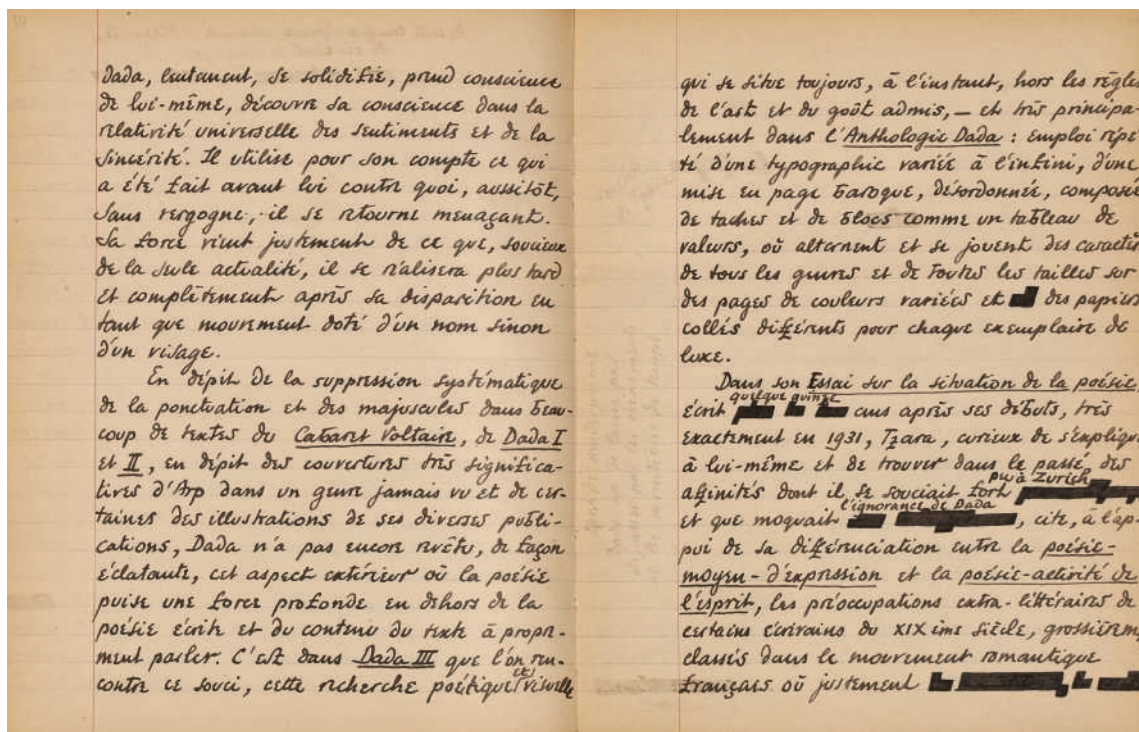 Dada, lentement, se solidifie, prend conscience
de lui-même, découvre sa conscience dans la
relativité universelle des sentiments et de la
sincérité. Il utilise pour son compte ce qui
a été fait avant lui contre quoi, aussitôt,
sans vergogne, il se retourne menaçant.
Sa force vient justement de ce que, soucieux
de la seule actualité, il se réalisera plus tard
et complètement après sa disparition en
tant que mouvement doté d'un nom sinon
d'un visage.
En dépit de la suppression systématique
de la ponctuation et des majuscules dans beau-
coup de textes du Cabaret Voltaire, de Dada I
et II, en dépit des couvertures très significa-
tives d'Arp dans un genre jamais vu et de cer-
taines des illustrations de ses diverses publi-
cations, Dada n'a pas encore revêtu, de façon
éclatante, cet aspect extérieur où la poésie
puise une force profonde en dehors de la
poésie écrite et du contenu du texte à propre-
ment parler. C'est dans Dada III que l'on ren-
contre ce souci, cette recherche poétique et visuelle
qui se situe toujours, à l'instant, hors les règles
de l'art et du goût admis, — et très principa-
lement dans l'Anthologie Dada : emploi répé-
té d'une typographie variée à l'infini, d'une
mise en page baroque, désordonnée, composée
de taches et de blocs comme un tableau de
valeurs, où alternent et se jouent des caractèr
de tous les genres et de toutes les tailles sur
des pages de couleurs variées et des papiers
collés différents pour chaque exemplaire de
luxe.
Dans son Essai sur la situation de la poésie,
écrit quelque quinze ans après ses débuts, très
exactement en 1931, Tzara, curieux de s'explique
à lui-même et de trouver dans le passé des
affinités dont il se souciait fort peu à Zurich
et que moquait l'ignorance de Dada, cite, à l'ap-
pui de sa différenciation entre la poésie-
moyen-d'expression et la poésie-activité de
l'esprit, les préoccupations extra-littéraires de
certains écrivains du XIXème siècle, grossièrem
classés dans le mouvement romantique
français où justement